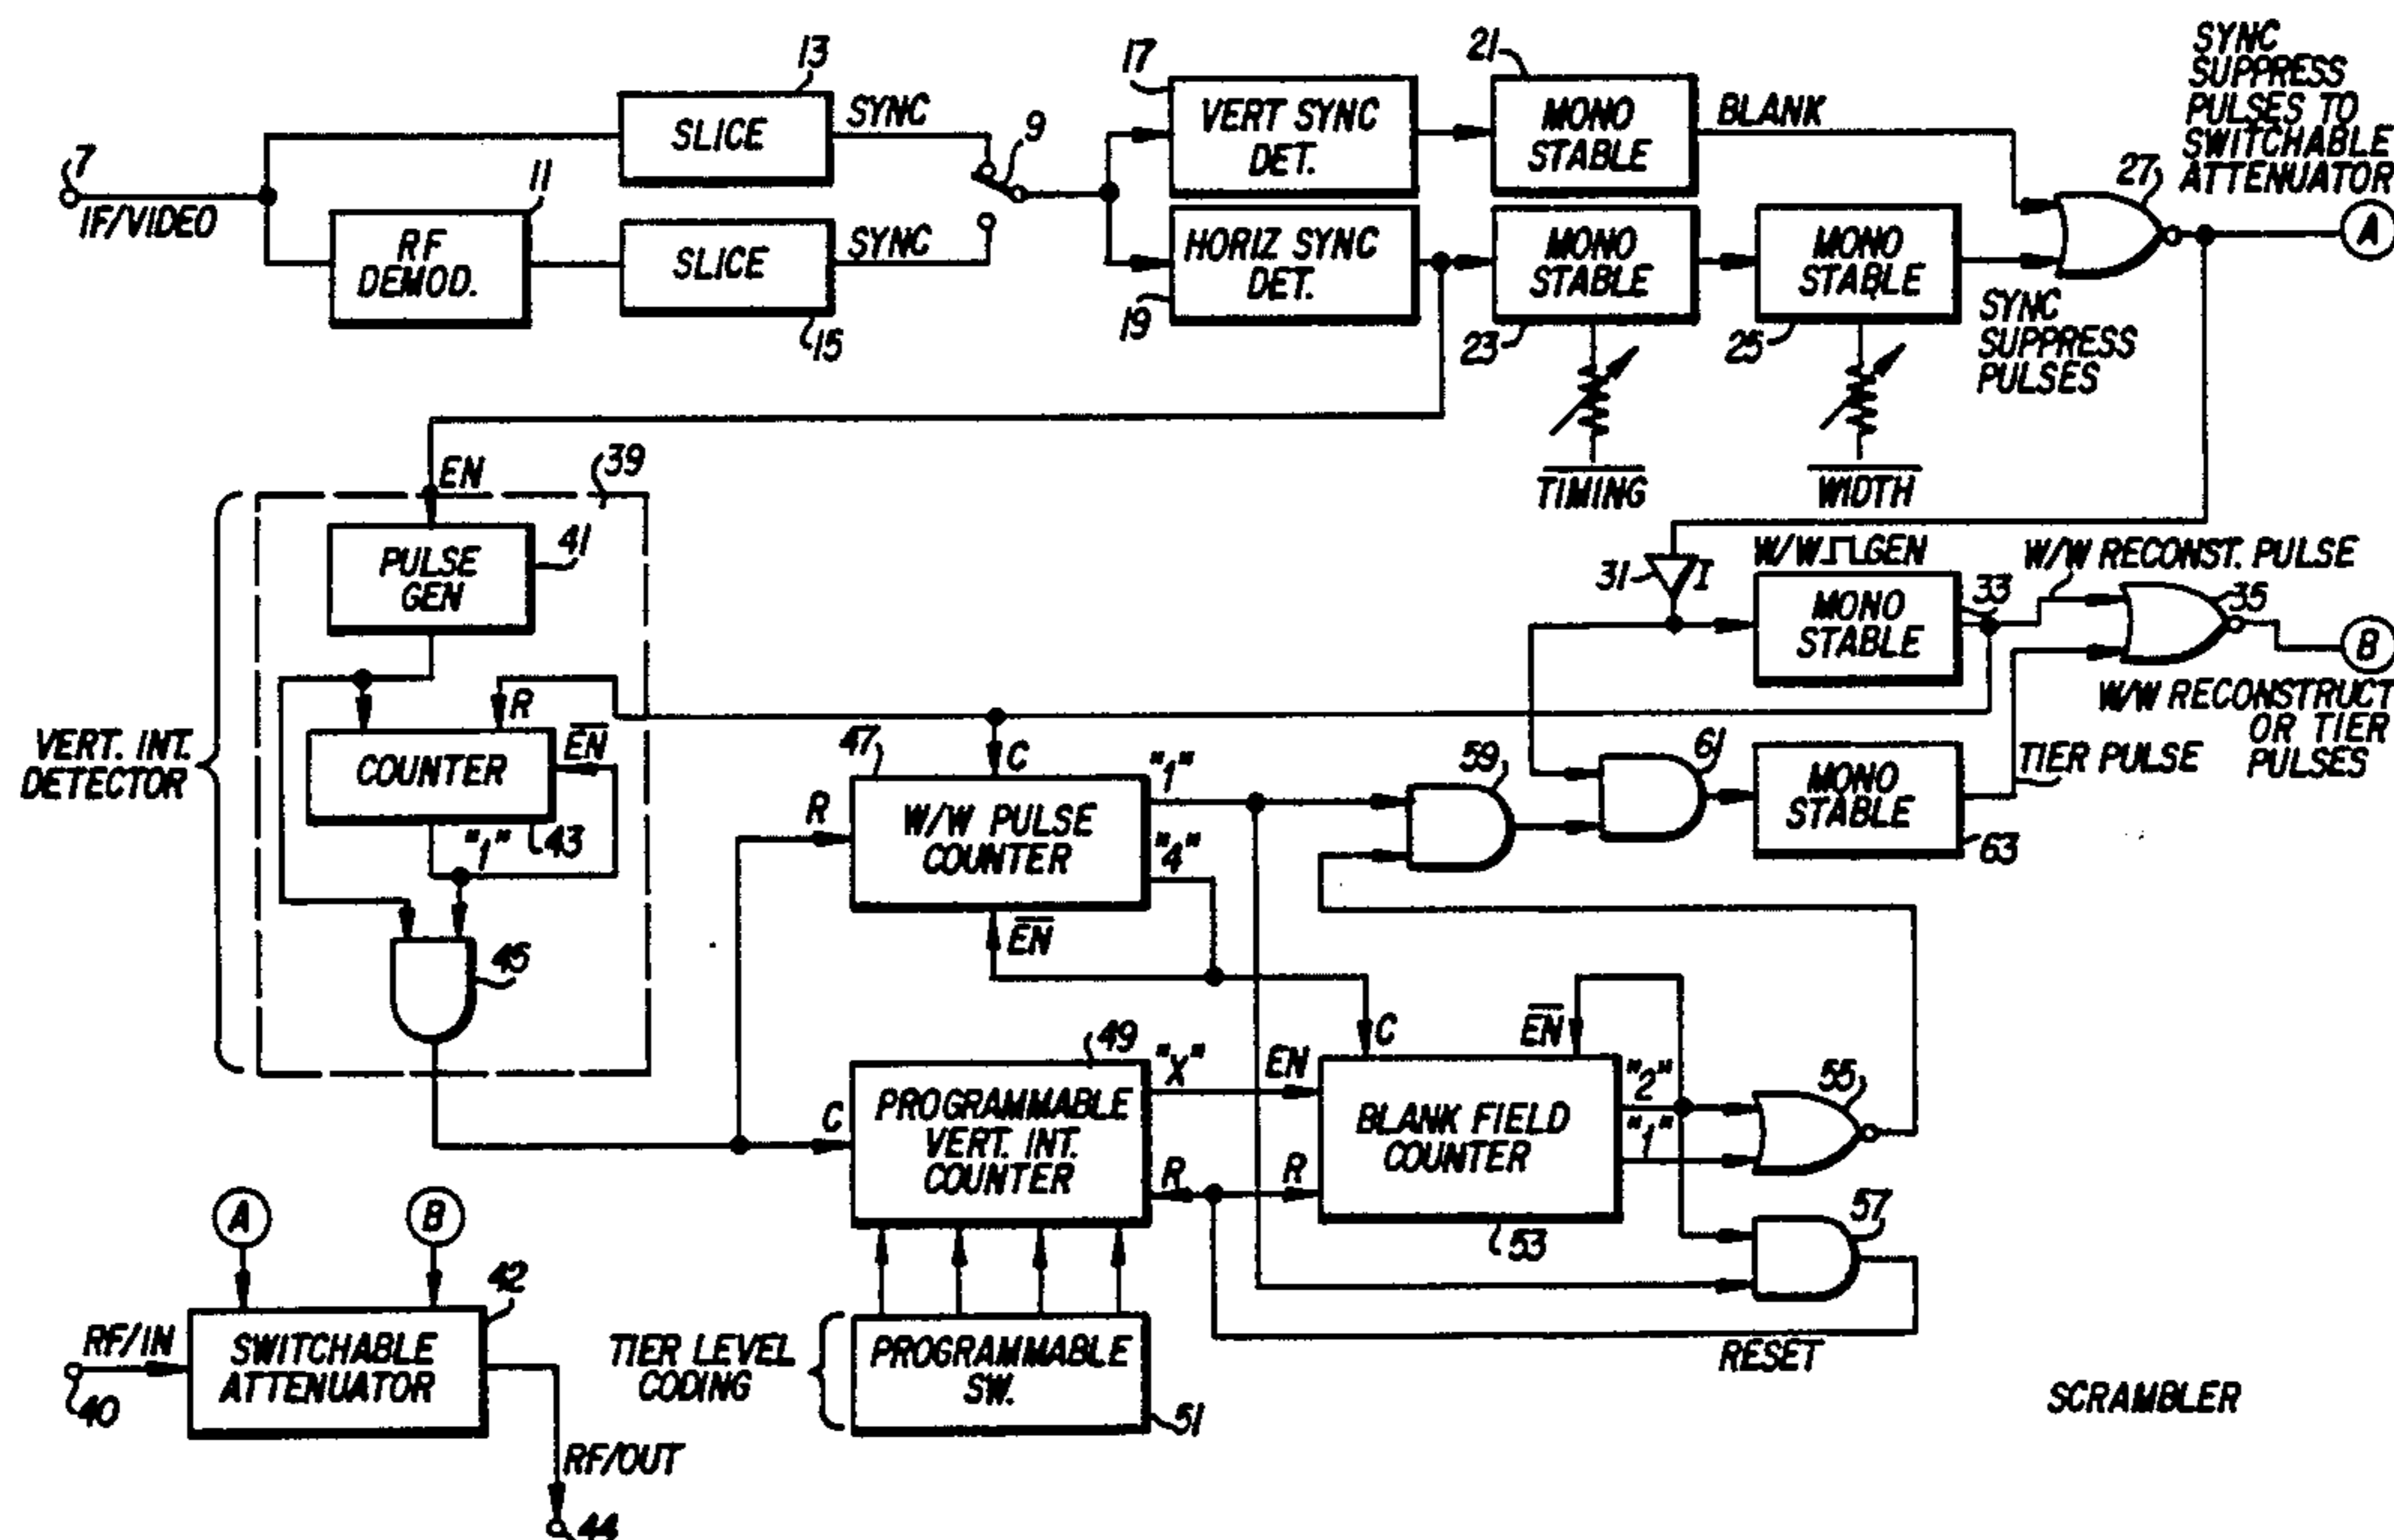 7
IF/VIDEO
11
RF
DEMOD.
13
SLICE
SYNC
SLICE
15
SYNC
9
17
VERT SYNC
DET.
HORIZ SYNC
DET.
19
21
MONO
STABLE
BLANK
MONO
STABLE
23
TIMING
MONO
STABLE
25
WIDTH
SYNC
SUPPRESS
PULSES
27
SYNC
SUPPRESS
PULSES TO
SWITCHABLE
ATTENUATOR
A
EN
39
PULSE
GEN
41
R
COUNTER
EN
"1"
43
45
VERT. INT.
DETECTOR
31
I
W/W GEN
MONO
STABLE
33
W/W RECONST. PULSE
35
B
W/W RECONSTRUCT
OR TIER
PULSES
TIER PULSE
47
C
R
W/W PULSE
COUNTER
"1"
"4"
EN
59
61
MONO
STABLE
63
49
C
PROGRAMMABLE
VERT. INT.
COUNTER
"X"
R
EN
R
C
EN
BLANK FIELD
COUNTER
53
"2"
"1"
55
57
RESET
TIER LEVEL
CODING
PROGRAMMABLE
SW.
51
A
B
RF/IN
40
SWITCHABLE
ATTENUATOR
42
RF/OUT
44
SCRAMBLER